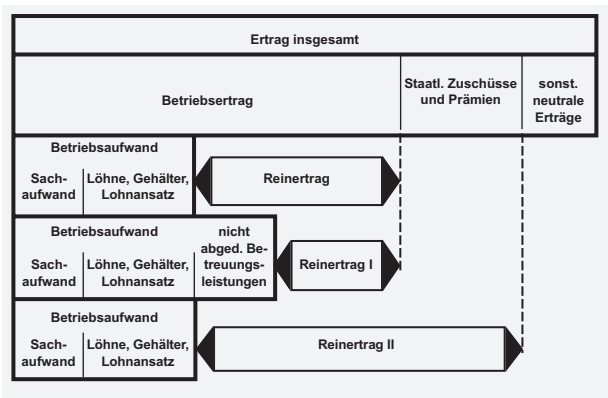 Ertrag insgesamt
Betriebsertrag
Staatl. Zuschüsse
und Prämien
sonst.
neutrale
Erträge
Betriebsaufwand
Sach-
aufwand
Löhne, Gehälter,
Lohnansatz
Reinertrag
Betriebsaufwand
Sach-
aufwand
Löhne, Gehälter,
Lohnansatz
nicht
abged. Be-
treuungs-
leistungen
Reinertrag I
Betriebsaufwand
Sach-
aufwand
Löhne, Gehälter,
Lohnansatz
Reinertrag II